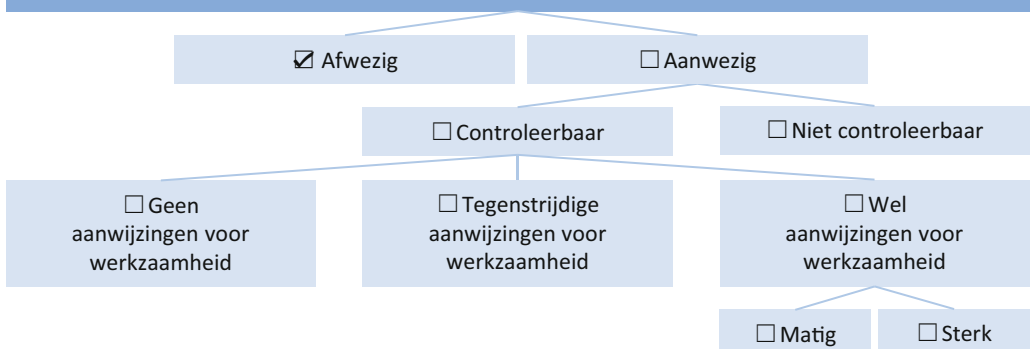 ☑ Afwezig
☐ Aanwezig
☐ Controleerbaar
☐ Niet controleerbaar
☐ Geen
aanwijzingen voor
werkzaamheid
☐ Tegenstrijdige
aanwijzingen voor
werkzaamheid
☐ Wel
aanwijzingen voor
werkzaamheid
☐ Matig
☐ Sterk